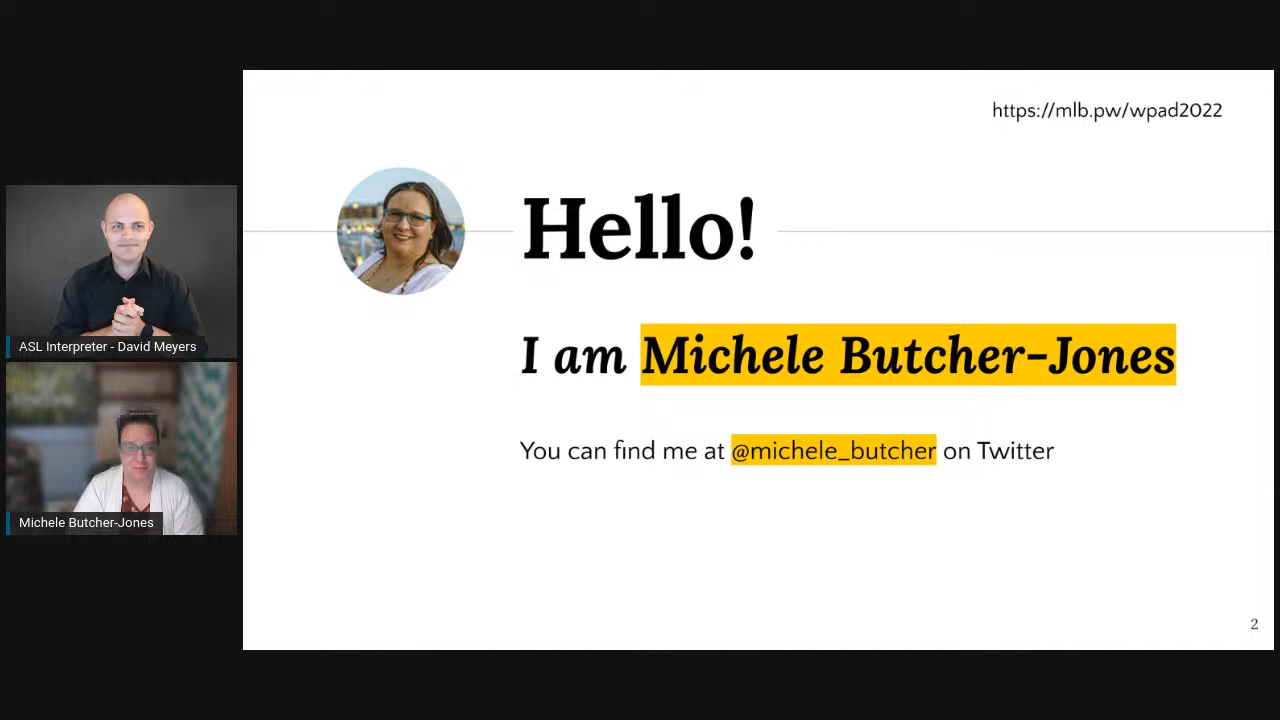 https://mlb.pw/wpad2022
Hello!
I am Michele Butcher-Jones
You can find me at @michele_butcher on Twitter
2
ASL Interpreter - David Meyers
Michele Butcher-Jones